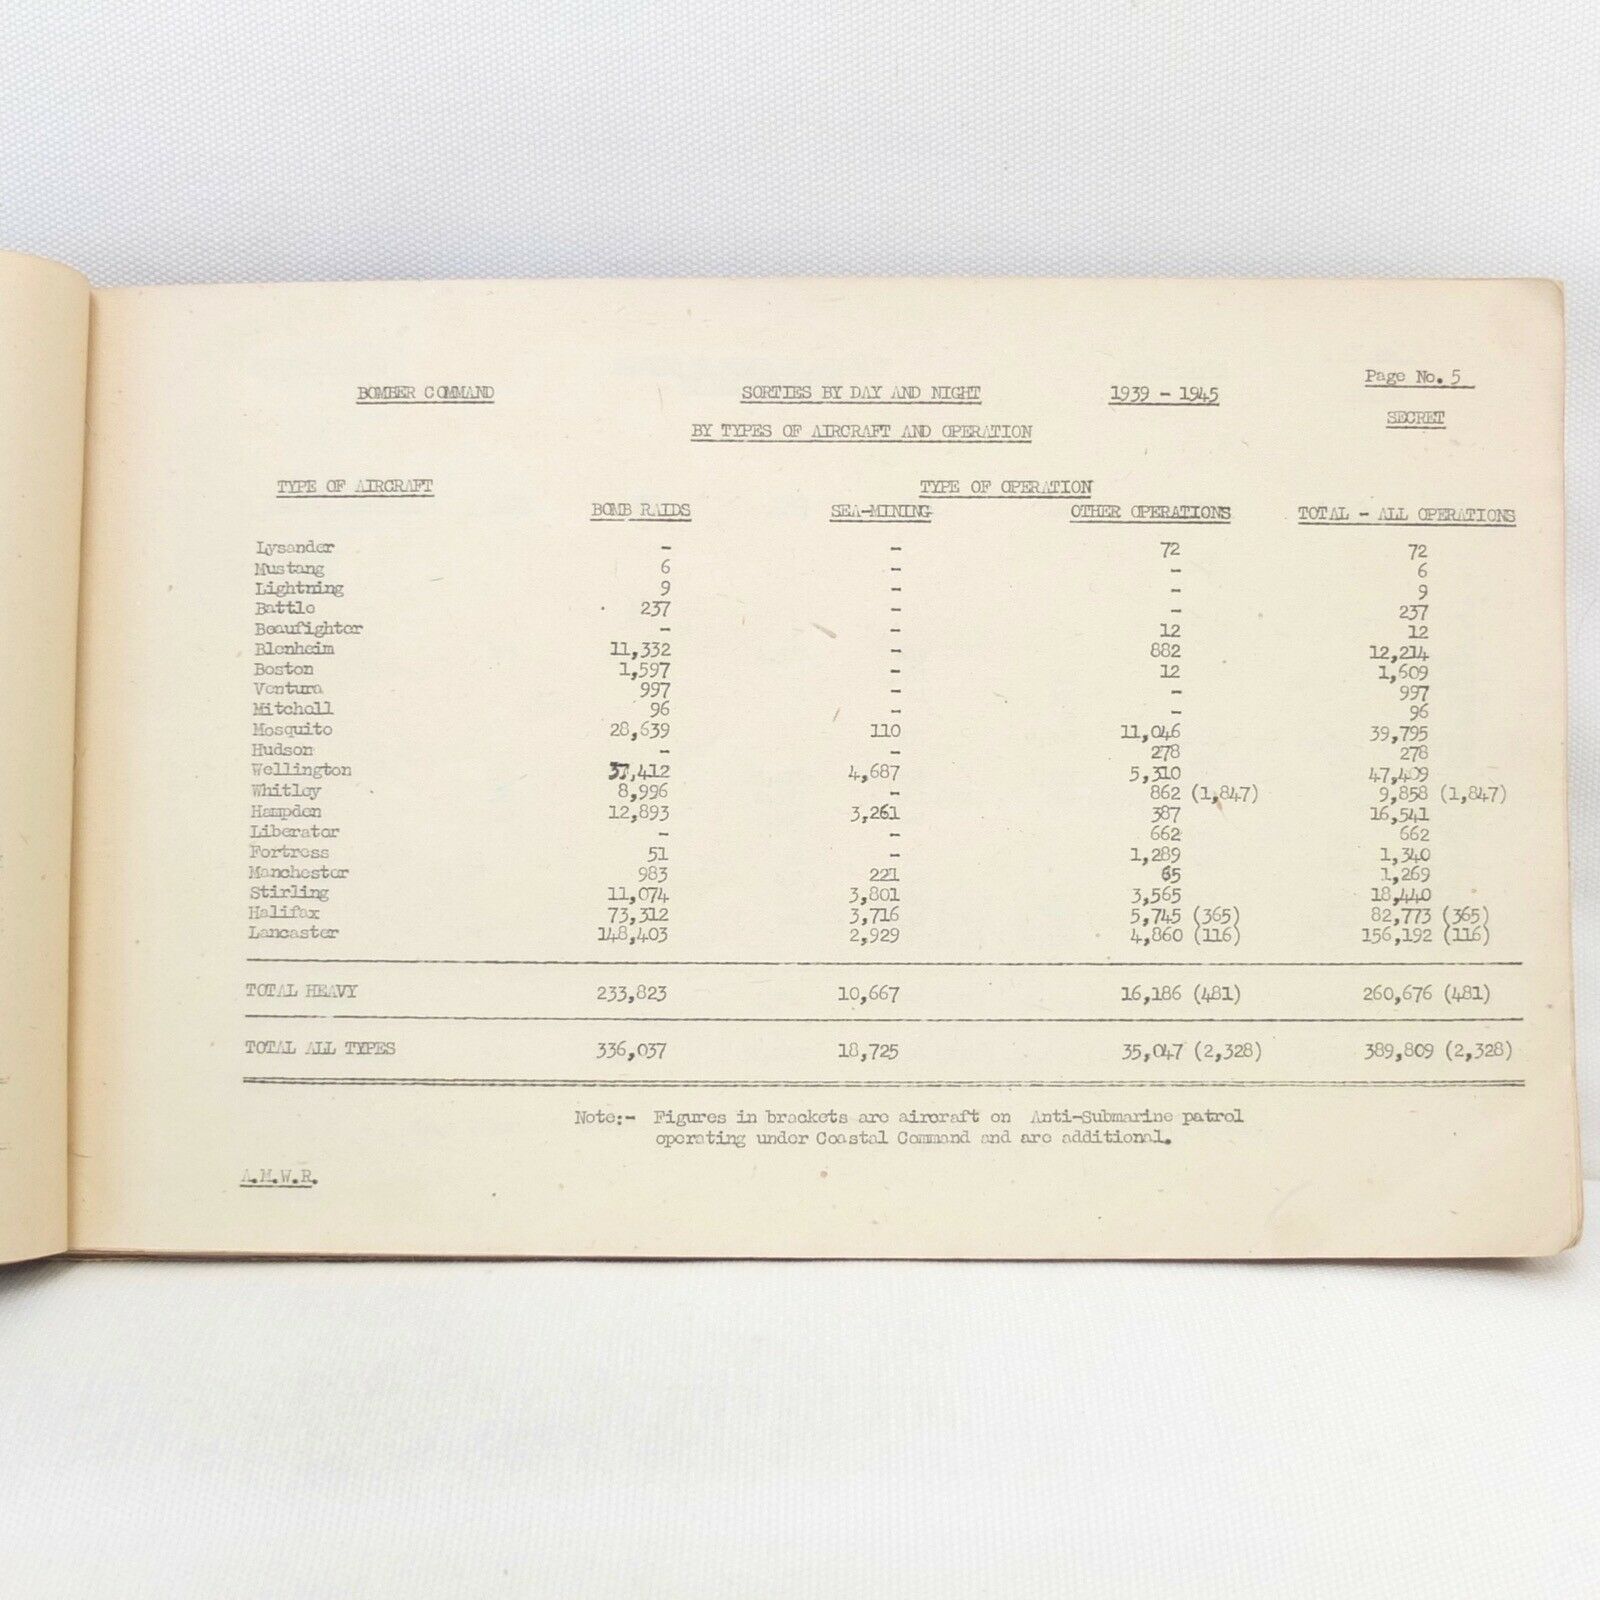 Page No. 5
BOMBER COMMAND SORTIES BY DAY AND NIGHT 1939 - 1945
SECRET
BY TYPES OF AIRCRAFT AND OPERATION
TYPE OF AIRCRAFT TYPE OF OPERATION
BOMB RAIDS SEA-MINING OTHER OPERATIONS TOTAL - ALL OPERATIONS
Lysander - - 72 72
Mustang 6 - - 6
Lightning 9 - - 9
Battle 237 - - 237
Beaufighter - - 12 12
Blenheim 11,332 - 882 12,214
Boston 1,597 - 12 1,609
Ventura 997 - - 997
Mitchell 96 - - 96
Mosquito 28,639 110 11,046 39,795
Hudson - - 278 278
Wellington 37,412 4,687 5,310 47,409
Whitley 8,996 - 862 (1,847) 9,858 (1,847)
Hampden 12,893 3,261 387 16,541
Liberator - - 662 662
Fortress 51 - 1,289 1,340
Manchester 983 221 65 1,269
Stirling 11,074 3,801 3,565 18,440
Halifax 73,312 3,716 5,745 (365) 82,773 (365)
Lancaster 148,403 2,929 4,860 (116) 156,192 (116)
TOTAL HEAVY 233,823 10,667 16,186 (481) 260,676 (481)
TOTAL ALL TYPES 336,037 18,725 35,047 (2,328) 389,809 (2,328)
Note:- Figures in brackets are aircraft on Anti-Submarine patrol
operating under Coastal Command and are additional.
A.M.W.R.